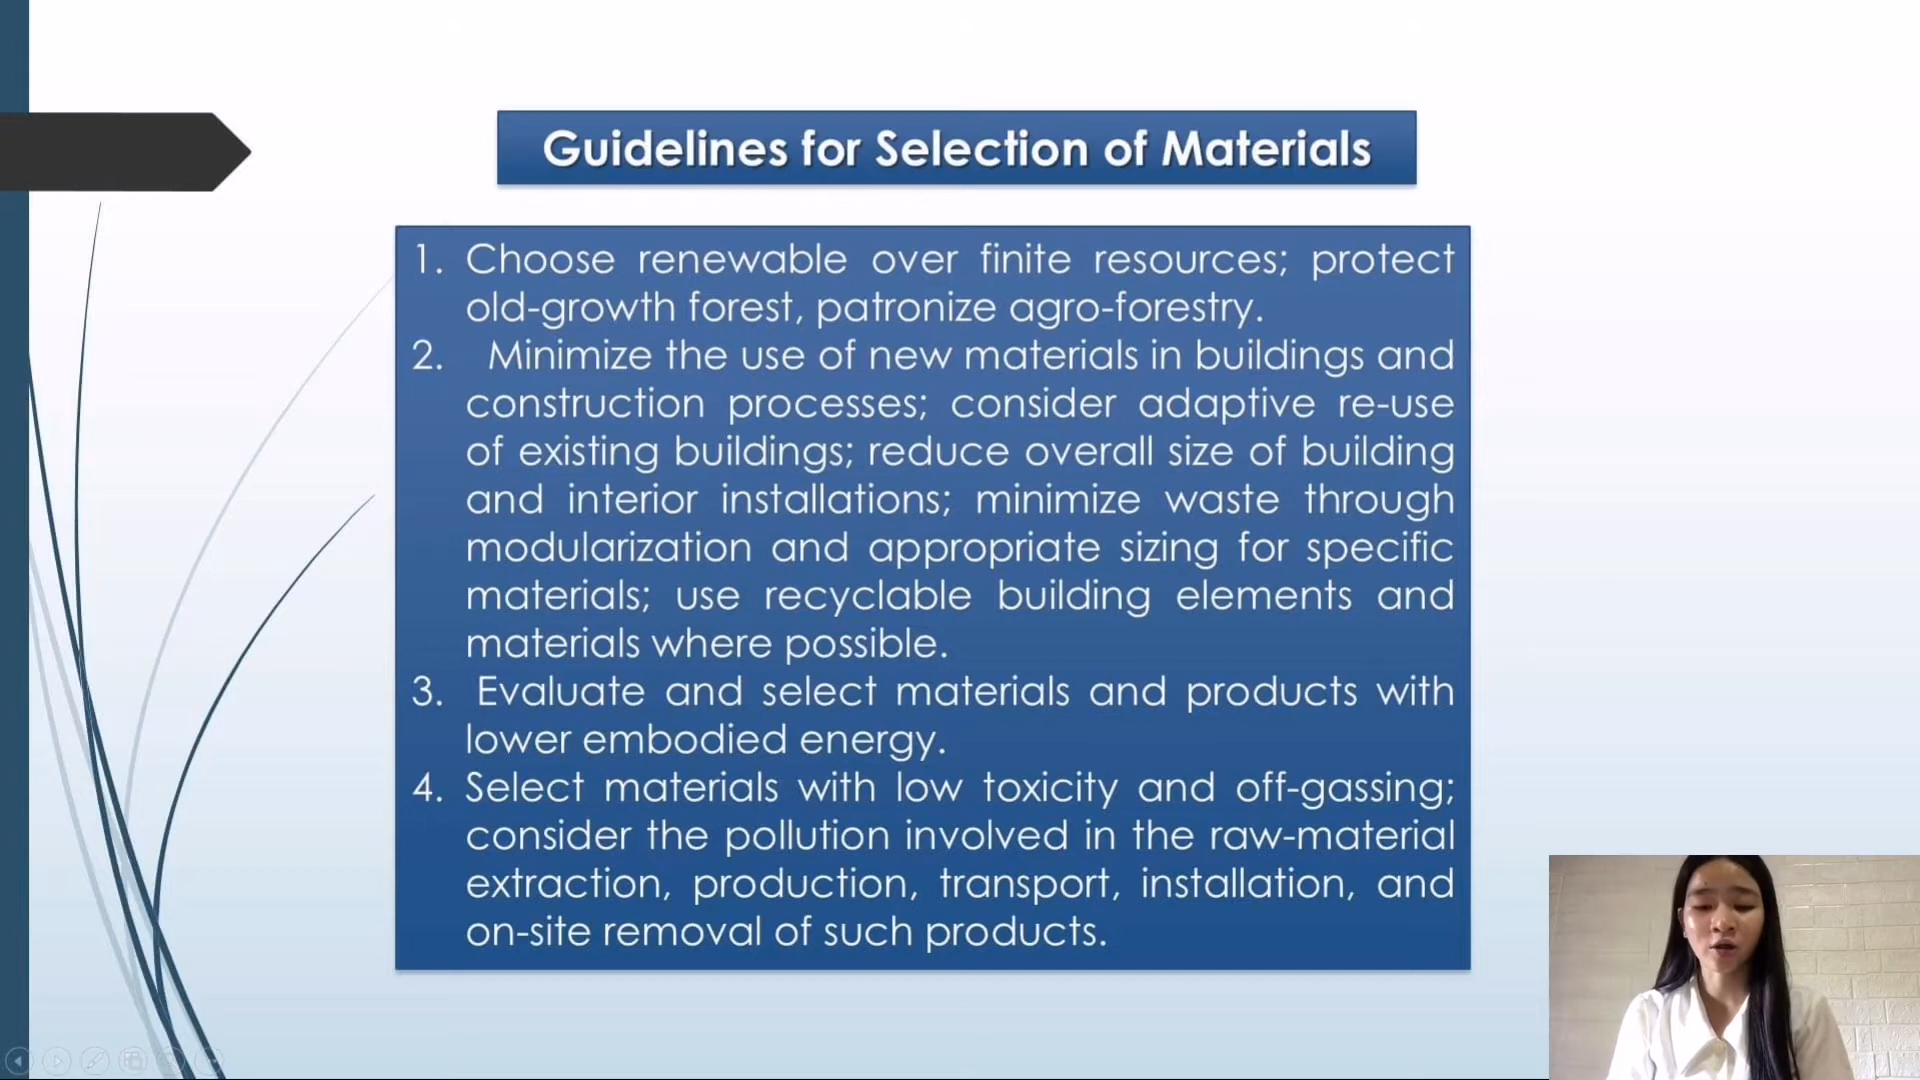 Guidelines for Selection of Materials
1. Choose renewable over finite resources; protect
old-growth forest, patronize agro-forestry.
2. Minimize the use of new materials in buildings and
construction processes; consider adaptive re-use
of existing buildings; reduce overall size of building
and interior installations; minimize waste through
modularization and appropriate sizing for specific
materials; use recyclable building elements and
materials where possible.
3. Evaluate and select materials and products with
lower embodied energy.
4. Select materials with low toxicity and off-gassing;
consider the pollution involved in the raw-material
extraction, production, transport, installation, and
on-site removal of such products.